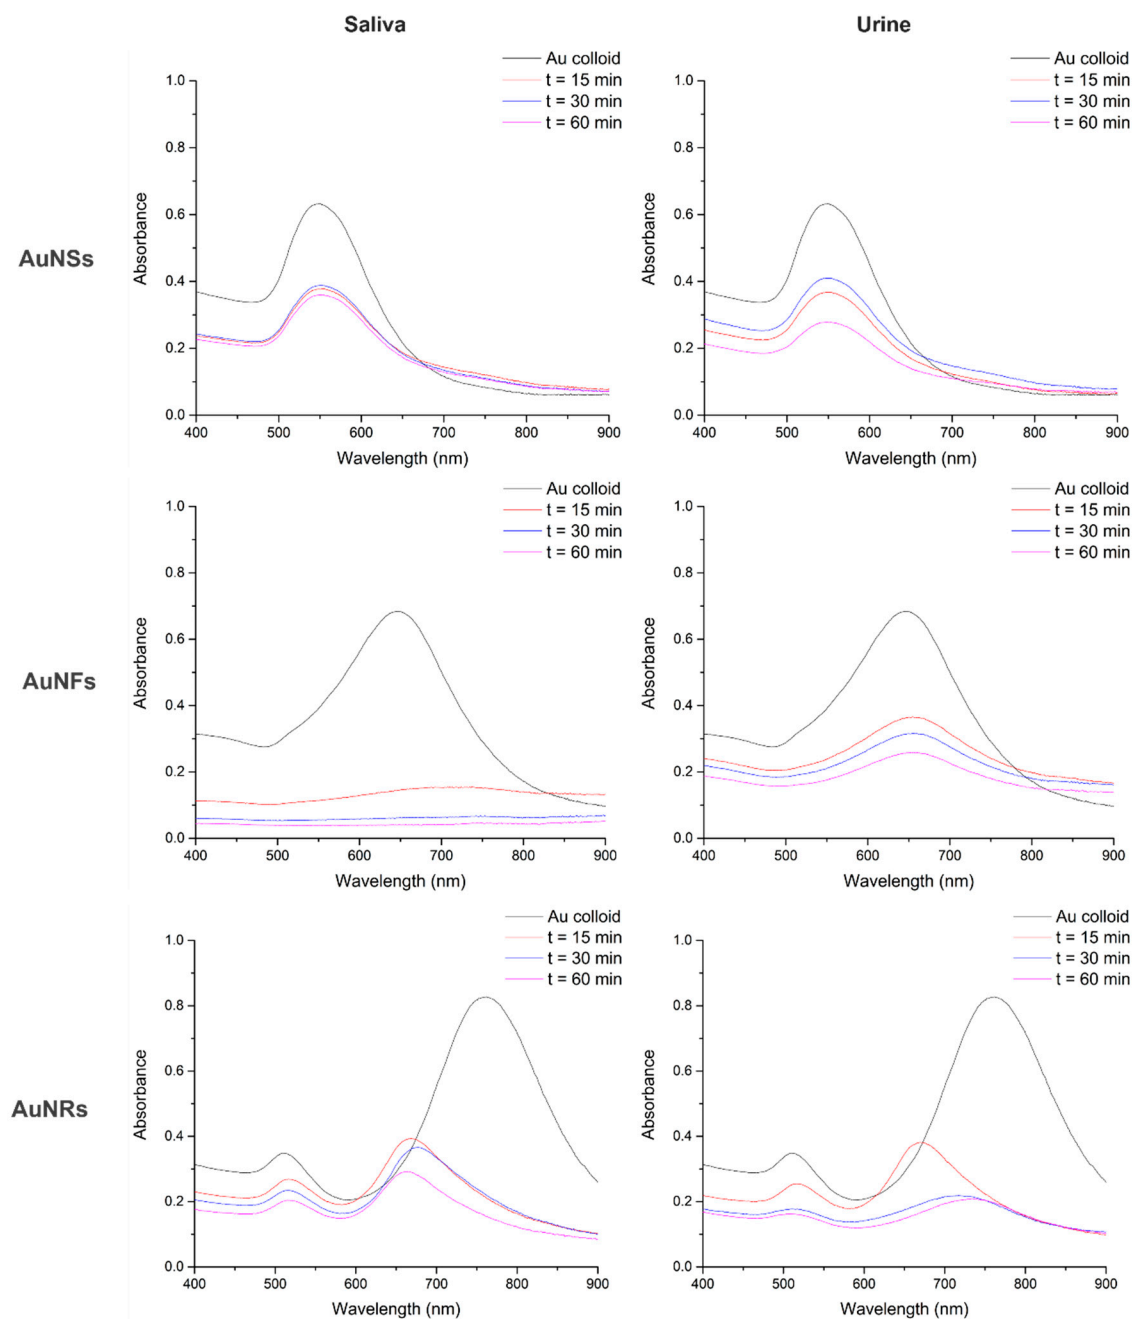 Saliva
Urine
AuNSs
Au colloid
t = 15 min
t = 30 min
t = 60 min
1.0
0.8
0.6
0.4
0.2
0.0
Absorbance
400 500 600 700 800 900
Wavelength (nm)
Au colloid
t = 15 min
t = 30 min
t = 60 min
1.0
0.8
0.6
0.4
0.2
0.0
Absorbance
400 500 600 700 800 900
Wavelength (nm)
AuNFs
Au colloid
t = 15 min
t = 30 min
t = 60 min
1.0
0.8
0.6
0.4
0.2
0.0
Absorbance
400 500 600 700 800 900
Wavelength (nm)
Au colloid
t = 15 min
t = 30 min
t = 60 min
1.0
0.8
0.6
0.4
0.2
0.0
Absorbance
400 500 600 700 800 900
Wavelength (nm)
AuNRs
Au colloid
t = 15 min
t = 30 min
t = 60 min
1.0
0.8
0.6
0.4
0.2
0.0
Absorbance
400 500 600 700 800 900
Wavelength (nm)
Au colloid
t = 15 min
t = 30 min
t = 60 min
1.0
0.8
0.6
0.4
0.2
0.0
Absorbance
400 500 600 700 800 900
Wavelength (nm)